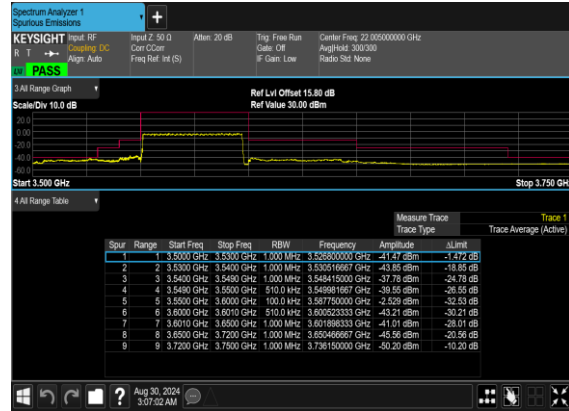 Spectrum Analyzer 1
Spurious Emissions
+
KEYSIGHT
R T
LM PASS
Input: RF
Coupling: DC
Align: Auto
Input Z: 50 Ω
Corr CCorr
Freq Ref: Int (S)
Atten: 20 dB
Trig: Free Run
Gate: Off
IF Gain: Low
Center Freq: 22.005000000 GHz
Avg|Hold: 300/300
Radio Std: None
3 All Range Graph
Scale/Div 10.0 dB
Ref Lvl Offset 15.80 dB
Ref Value 30.00 dBm
20.0
0.00
-20.0
-40.0
-60.0
Start 3.500 GHz
Stop 3.750 GHz
4 All Range Table
Measure Trace Trace 1
Trace Type Trace Average (Active)
Spur Range Start Freq Stop Freq RBW Frequency Amplitude ΔLimit
1 1 3.5000 GHz 3.5300 GHz 1.000 MHz 3.526800000 GHz -41.47 dBm -1.472 dB
2 2 3.5300 GHz 3.5400 GHz 1.000 MHz 3.530516667 GHz -43.85 dBm -18.85 dB
3 3 3.5400 GHz 3.5490 GHz 1.000 MHz 3.548415000 GHz -37.78 dBm -24.78 dB
4 4 3.5490 GHz 3.5500 GHz 510.0 kHz 3.549981667 GHz -39.55 dBm -26.55 dB
5 5 3.5500 GHz 3.6000 GHz 100.0 kHz 3.587750000 GHz -2.529 dBm -32.53 dB
6 6 3.6000 GHz 3.6010 GHz 510.0 kHz 3.600523333 GHz -43.21 dBm -30.21 dB
7 7 3.6010 GHz 3.6500 GHz 1.000 MHz 3.601898333 GHz -41.01 dBm -28.01 dB
8 8 3.6500 GHz 3.7200 GHz 1.000 MHz 3.650466667 GHz -45.56 dBm -20.56 dB
9 9 3.7200 GHz 3.7500 GHz 1.000 MHz 3.736150000 GHz -50.20 dBm -10.20 dB
?
Aug 30, 2024
3:07:02 AM